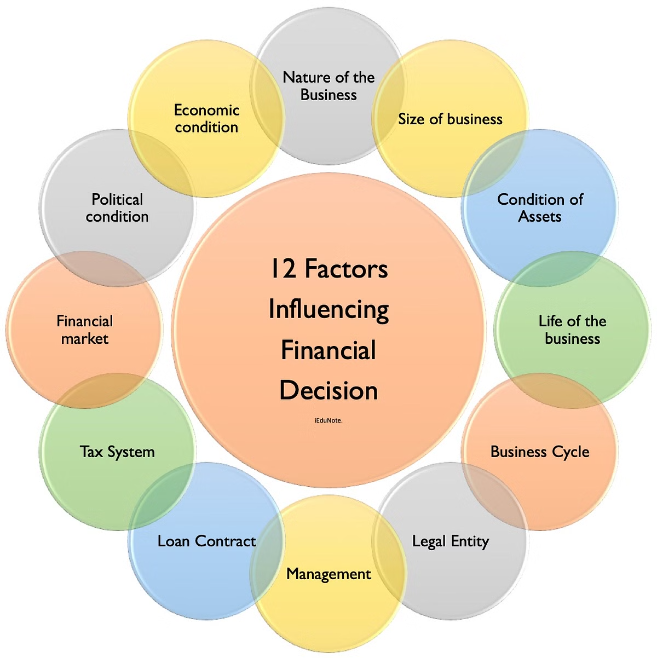 12 Factors
Influencing
Financial
Decision
iEduNote.
Nature of the
Business
Size of business
Condition of
Assets
Life of the
business
Business Cycle
Legal Entity
Management
Loan Contract
Tax System
Financial
market
Political
condition
Economic
condition